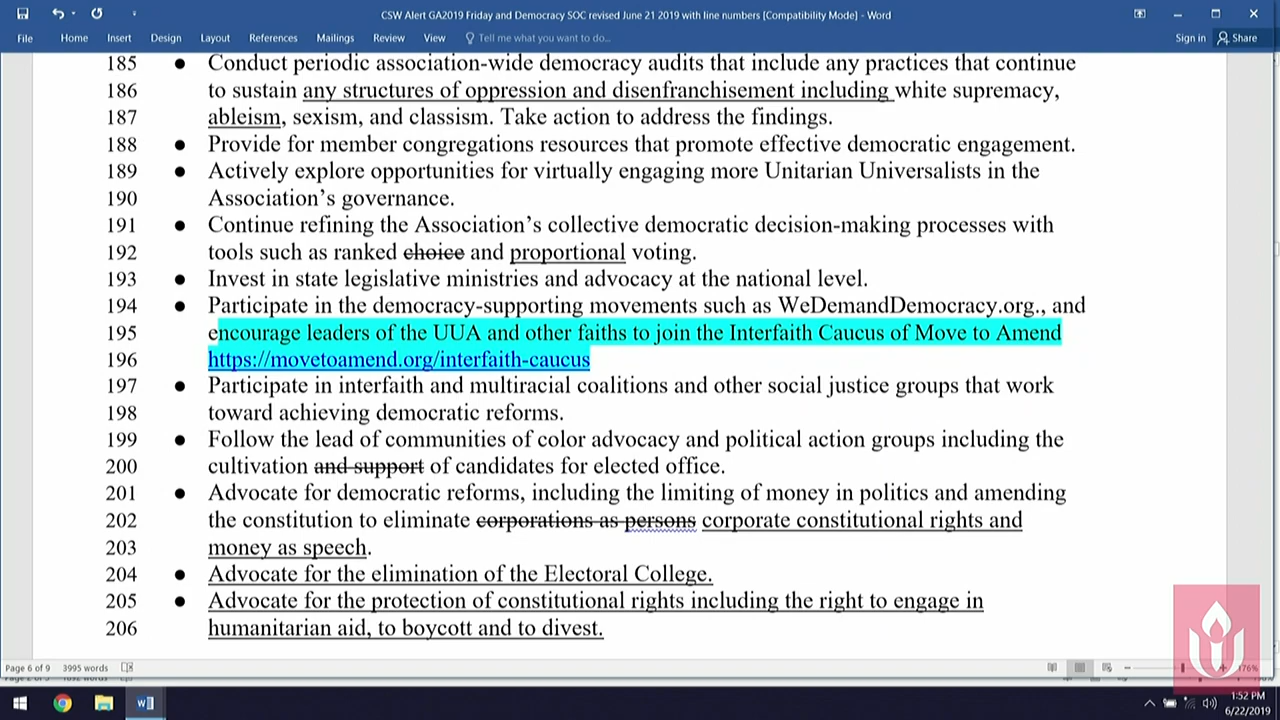 CSW Alert GA2019 Friday and Democracy SOC revised June 21 2019 with line numbers [Compatibility Mode] - Word
File Home Insert Design Layout References Mailings Review View Tell me what you want to do... Sign in Share
185 ● Conduct periodic association-wide democracy audits that include any practices that continue
186 to sustain any structures of oppression and disenfranchisement including white supremacy,
187 ableism, sexism, and classism. Take action to address the findings.
188 ● Provide for member congregations resources that promote effective democratic engagement.
189 ● Actively explore opportunities for virtually engaging more Unitarian Universalists in the
190 Association's governance.
191 ● Continue refining the Association's collective democratic decision-making processes with
192 tools such as ranked choice and proportional voting.
193 ● Invest in state legislative ministries and advocacy at the national level.
194 ● Participate in the democracy-supporting movements such as WeDemandDemocracy.org., and
195 encourage leaders of the UUA and other faiths to join the Interfaith Caucus of Move to Amend
196 https://movetoamend.org/interfaith-caucus
197 ● Participate in interfaith and multiracial coalitions and other social justice groups that work
198 toward achieving democratic reforms.
199 ● Follow the lead of communities of color advocacy and political action groups including the
200 cultivation and support of candidates for elected office.
201 ● Advocate for democratic reforms, including the limiting of money in politics and amending
202 the constitution to eliminate corporations as persons corporate constitutional rights and
203 money as speech.
204 ● Advocate for the elimination of the Electoral College.
205 ● Advocate for the protection of constitutional rights including the right to engage in
206 humanitarian aid, to boycott and to divest.
Page 6 of 9 3995 words 176%
1:52 PM
6/22/2019